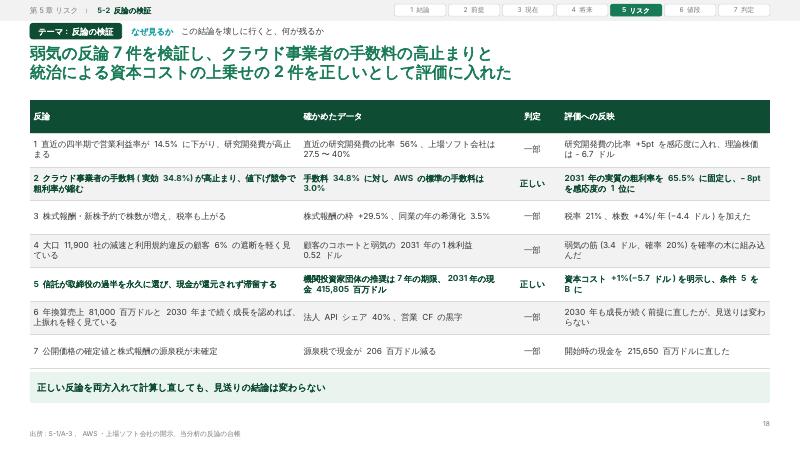 第 5 章 リスク | 5-2 反論の検証
1 結論 2 前提 3 現在 4 将来 5 リスク 6 値段 7 判定
テーマ：反論の検証 なぜ見るか この結論を壊しに行くと、何が残るか
弱気の反論 7 件を検証し、クラウド事業者の手数料の高まりと
統治による資本コストの上乗せの 2 件を正しいとして評価に入れた
反論 確かめたデータ 判定 評価への反映
1 直近の四半期で営業利益率が 14.5% に下がり、研究開発費が高止
まる
直近の研究開発費の比率 56%、上場ソフト会社は
27.5 〜 40%
一部
研究開発費の比率 +5pt を感応度に入れ、理論株価
は - 6.7 ドル
2 クラウド事業者の手数料 ( 実効 34.8%) が高止まり、値下げ競争で
粗利率が縮む
手数料 34.8% に対し AWS の標準の手数料は
3.0%
正しい
2031 年の実質の粗利率を 65.5% に固定し、- 8pt
を感応度の 1 位に
3 株式報酬・新株予約で株数が増え、税率も上がる
株式報酬の枠 +29.5%、同業の年の希薄化 3.5%
一部
税率 21%、株数 +4%/ 年 (−4.4 ドル ) を加えた
4 大口 11,900 社の減速と利用規約違反の顧客 6% の遮断を軽く見
ている
顧客のコホートと弱気の 2031 年の 1 株利益
0.52 ドル
一部
弱気の筋 (3.4 ドル、確率 20%) を確率の木に組み込
んだ
5 信託が取締役の過半を永久に選び、現金が還元されず滞留する
機関投資家団体の推奨は 7 年の期限、 2031 年の現
金 415,805 百万ドル
正しい
資本コスト +1%(−5.7 ドル ) を明示し、条件 5 を
B に
6 年換算売上 81,000 百万ドルと 2030 年まで続く成長を認めれば、
上振れを軽く見ている
法人 API シェア 40%、営業 CF の黒字
一部
2030 年も成長が続く前提に直したが、見送りは変わ
らない
7 公開価格の確定値と株式報酬の源泉税が未確定
源泉税で現金が 206 百万ドル減る
一部
開始時の現金を 215,650 百万ドルに直した
正しい反論を両方入れて計算し直しても、見送りの結論は変わらない
18
出所：S-1/A-3、 AWS ・上場ソフト会社の開示、当分析の反論の台帳